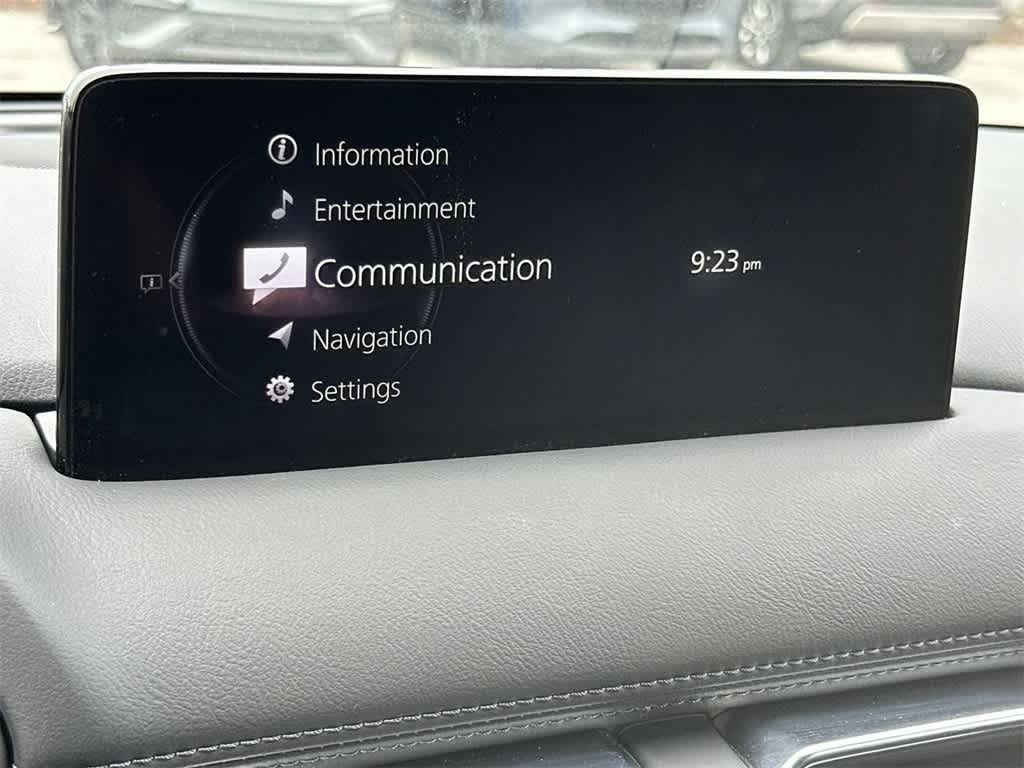 Information
Entertainment
Communication
9:23 pm
Navigation
Settings